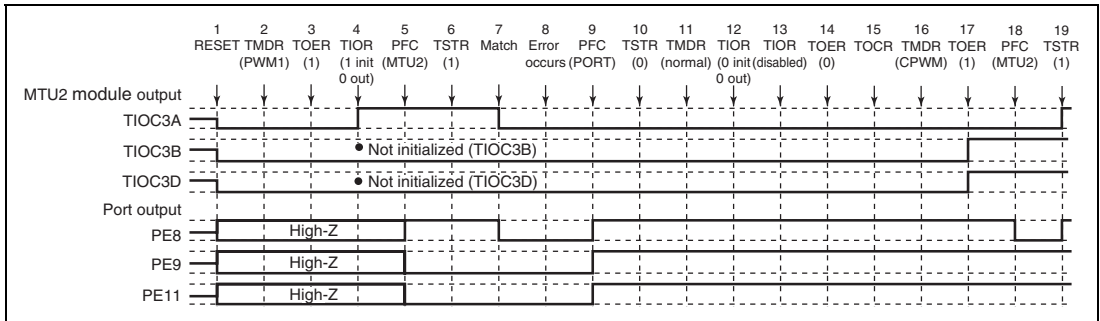 1 2 3 4 5 6 7 8 9 10 11 12 13 14 15 16 17 18 19
RESET TMDR TOER TIOR PFC TSTR Match Error PFC TSTR TMDR TIOR TIOR TOER TOCR TMDR TOER PFC TSTR
(PWM1) (1) (1 init (MTU2) (1) occurs (PORT) (0) (normal) (0 init (disabled) (0) (CPWM) (1) (MTU2) (1)
0 out) 0 out)
MTU2 module output
TIOC3A
TIOC3B • Not initialized (TIOC3B)
TIOC3D • Not initialized (TIOC3D)
Port output
PE8 High-Z
PE9 High-Z
PE11 High-Z